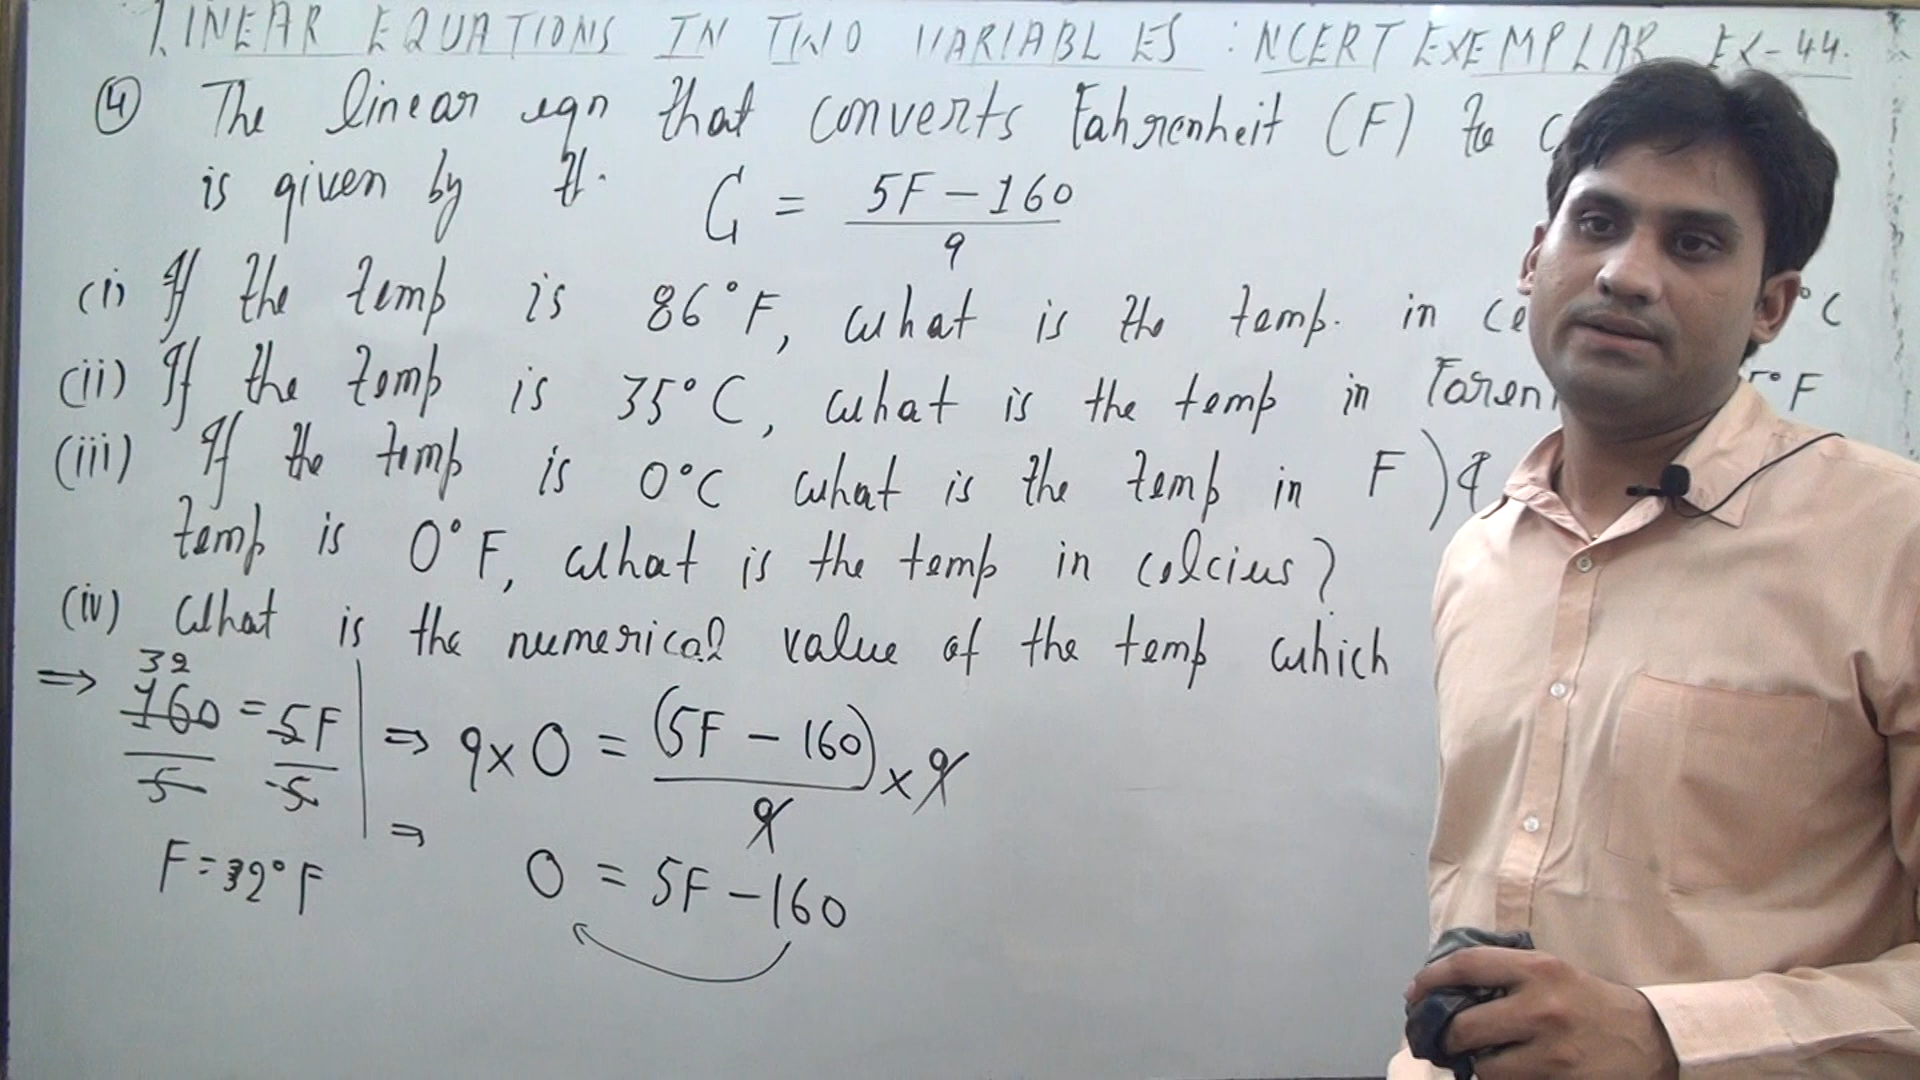 LINEAR EQUATIONS IN TWO VARIABLES : NCERT EXEMPLAR EX-4.4.
④ The linear eqn that converts Fahrenheit (F) to C
is given by
C = 5F - 160 / 9
(i) If the temp is 86°F, what is the temp. in ce °C
(ii) If the temp is 35°C, what is the temp in Faren 5°F
(iii) If the temp is 0°C what is the temp in F )
temp is 0°F, what is the temp in celcius?
(iv) What is the numerical value of the temp which
32
⇒ 160 / 5 = 5F / 5
F = 32°F
⇒ 9 x 0 = (5F - 160) / 9 x 9
⇒ 0 = 5F - 160